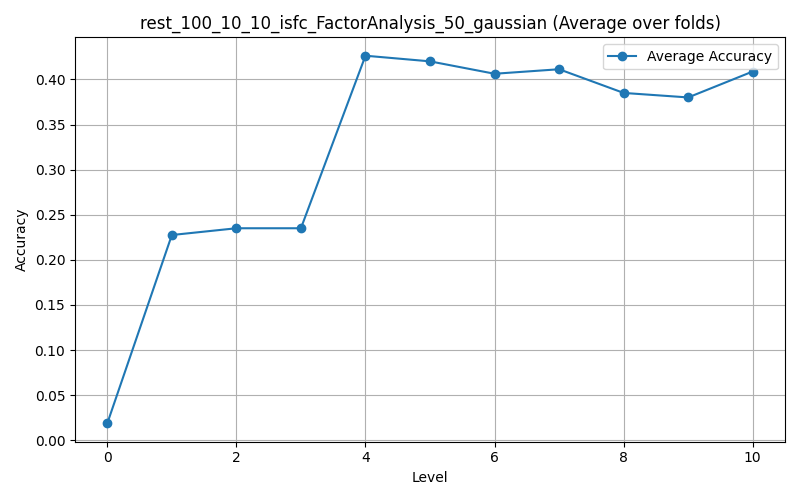 rest_100_10_10_isfc_FactorAnalysis_50_gaussian (Average over folds)
Average Accuracy
0.40
0.35
0.30
0.25
0.20
0.15
0.10
0.05
0.00
Accuracy
0 2 4 6 8 10
Level